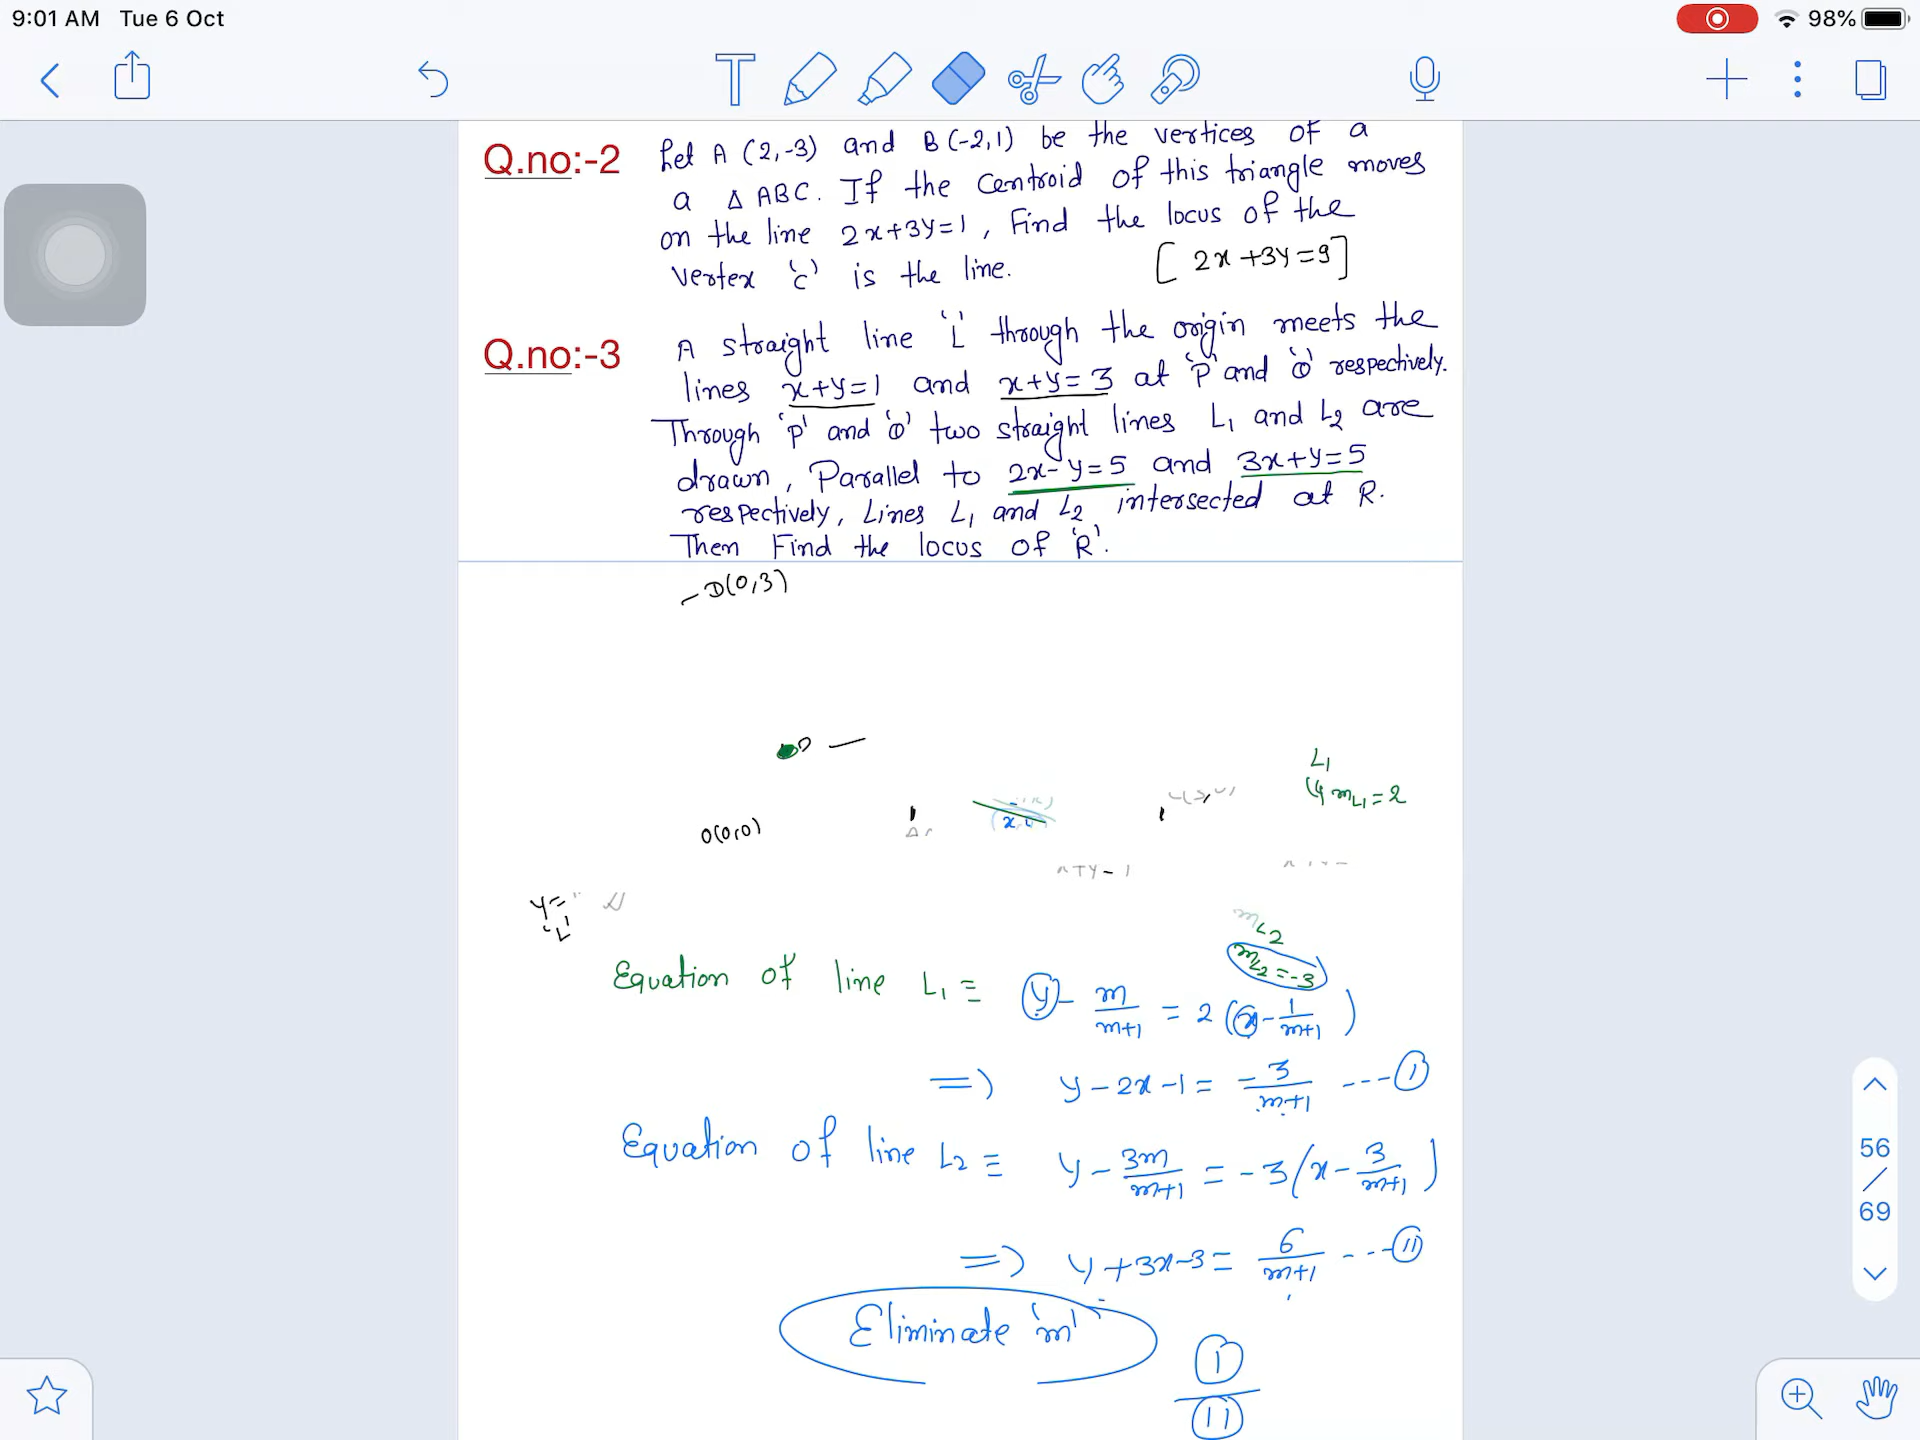 9:01 AM Tue 6 Oct
98%
Q.no:-2 Let A (2,-3) and B (-2,1) be the vertices of a
a Δ ABC. If the Centroid of this triangle moves
on the line 2x+3y=1, Find the locus of the
vertex 'c' is the line. [2x+3y=9]
Q.no:-3 A straight line 'L' through the origin meets the
lines x+y=1 and x+y=3 at 'P' and 'Q' respectively.
Through 'P' and 'Q' two straight lines L₁ and L₂ are
drawn, Parallel to 2x-y=5 and 3x+y=5
respectively, Lines L₁ and L₂ intersected at R.
Then Find the locus of 'R'.
D(0,3)
L₁
m_L₁=2
O(0,0)
x+y-1
y=
'L'
m_L2
m_L2=-3
Equation of line L₁ ≡ y - m/(m+1) = 2(x - 1/(m+1))
=) y-2x-1 = -3/(m+1) ----(I)
Equation of line L₂ ≡ y - 3m/(m+1) = -3(x - 3/(m+1))
=) y+3x-3 = 6/(m+1) ---(II)
Eliminate 'm'
(I)/(II)
56
/
69